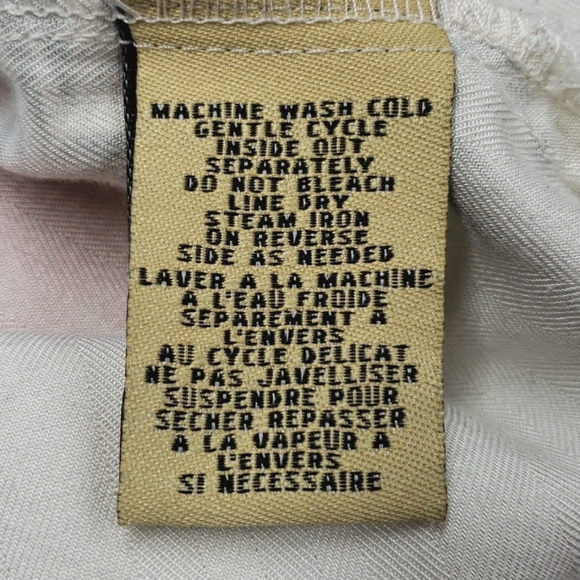 MACHINE WASH COLD
GENTLE CYCLE
INSIDE OUT
SEPARATELY
DO NOT BLEACH
LINE DRY
STEAM IRON
ON REVERSE
SIDE AS NEEDED
LAVER A LA MACHINE
A L'EAU FROIDE
SEPAREMENT A
L'ENVERS
AU CYCLE DELICAT
NE PAS JAVELLISER
SUSPENDRE POUR
SECHER REPASSER
A LA VAPEUR A
L'ENVERS
SI NECESSAIRE